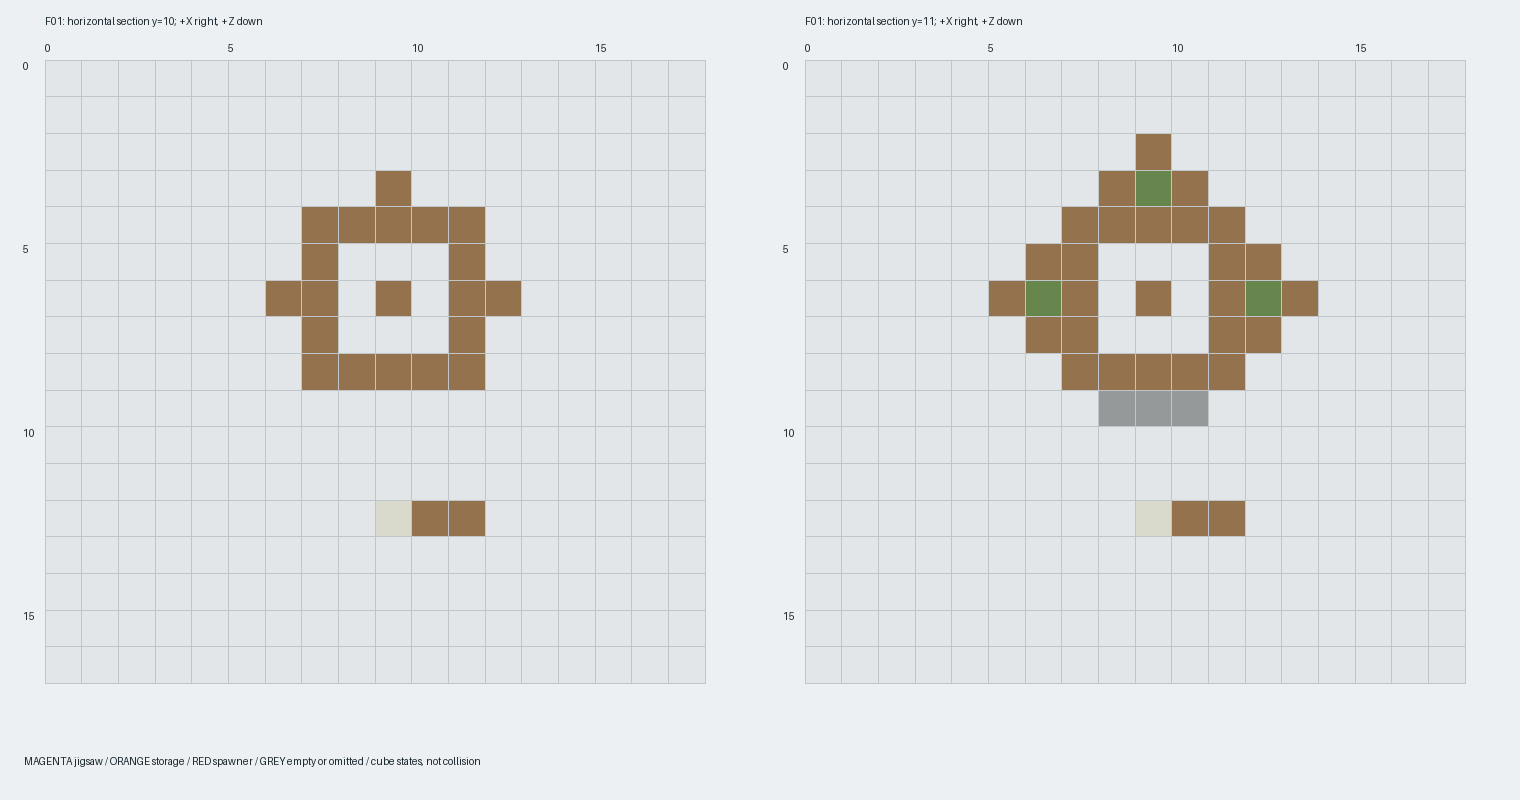 F01: horizontal section y=10; +X right, +Z down
F01: horizontal section y=11; +X right, +Z down
0 5 10 15
0 5 10 15
0
5
10
15
0
5
10
15
MAGENTA jigsaw / ORANGE storage / RED spawner / GREY empty or omitted / cube states, not collision